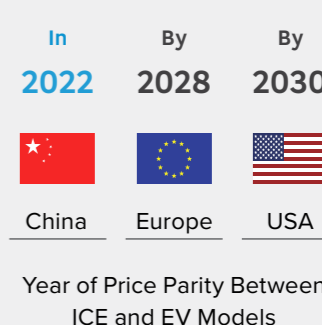 In By By
2022 2028 2030
China Europe USA
Year of Price Parity Between
ICE and EV Models